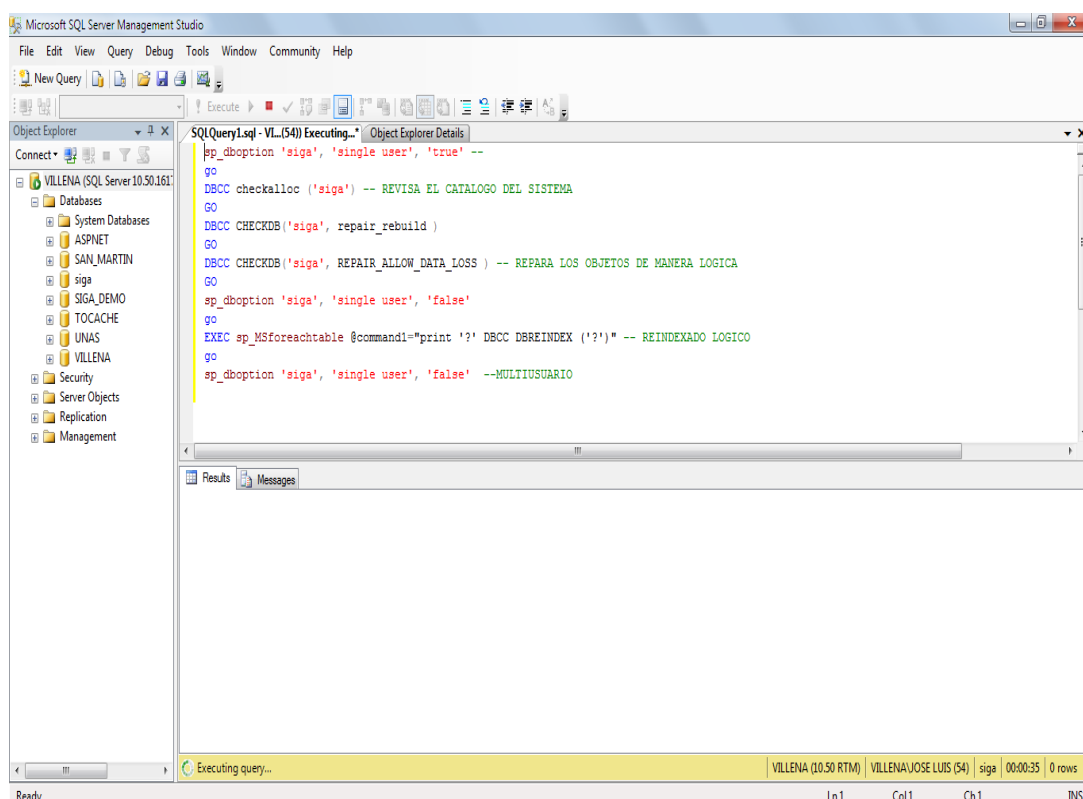 Microsoft SQL Server Management Studio
File Edit View Query Debug Tools Window Community Help
New Query
Execute
Object Explorer
SQLQuery1.sql - VI...(54)) Executing...* Object Explorer Details
Connect
VILLENA (SQL Server 10.50.161
Databases
System Databases
ASPNET
SAN_MARTIN
siga
SIGA_DEMO
TOCACHE
UNAS
VILLENA
Security
Server Objects
Replication
Management
sp_dboption 'siga', 'single user', 'true' --
go
DBCC checkalloc ('siga') -- REVISA EL CATALOGO DEL SISTEMA
GO
DBCC CHECKDB('siga', repair_rebuild )
GO
DBCC CHECKDB('siga', REPAIR_ALLOW_DATA_LOSS ) -- REPARA LOS OBJETOS DE MANERA LOGICA
GO
sp_dboption 'siga', 'single user', 'false'
go
EXEC sp_MSforeachtable @command1="print '?' DBCC DBREINDEX ('?')" -- REINDEXADO LOGICO
go
sp_dboption 'siga', 'single user', 'false' --MULTIUSUARIO
Results Messages
Executing query... VILLENA (10.50 RTM) VILLENA\JOSE LUIS (54) siga 00:00:35 0 rows
Ready Ln 1 Col 1 Ch 1 INS